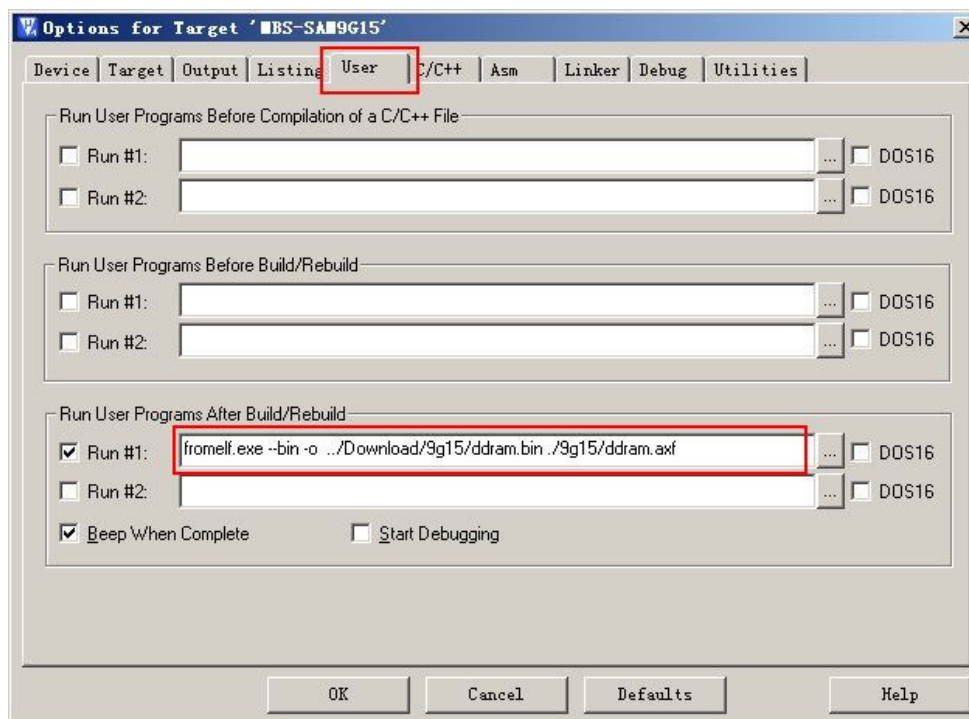 Options for Target 'MBS-SAM9G15'
Device Target Output Listing User C/C++ Asm Linker Debug Utilities
Run User Programs Before Compilation of a C/C++ File
Run #1: ... DOS16
Run #2: ... DOS16
Run User Programs Before Build/Rebuild
Run #1: ... DOS16
Run #2: ... DOS16
Run User Programs After Build/Rebuild
Run #1: fromelf.exe --bin -o ../Download/9g15/ddram.bin ./9g15/ddram.axf ... DOS16
Run #2: ... DOS16
Beep When Complete Start Debugging
OK Cancel Defaults Help